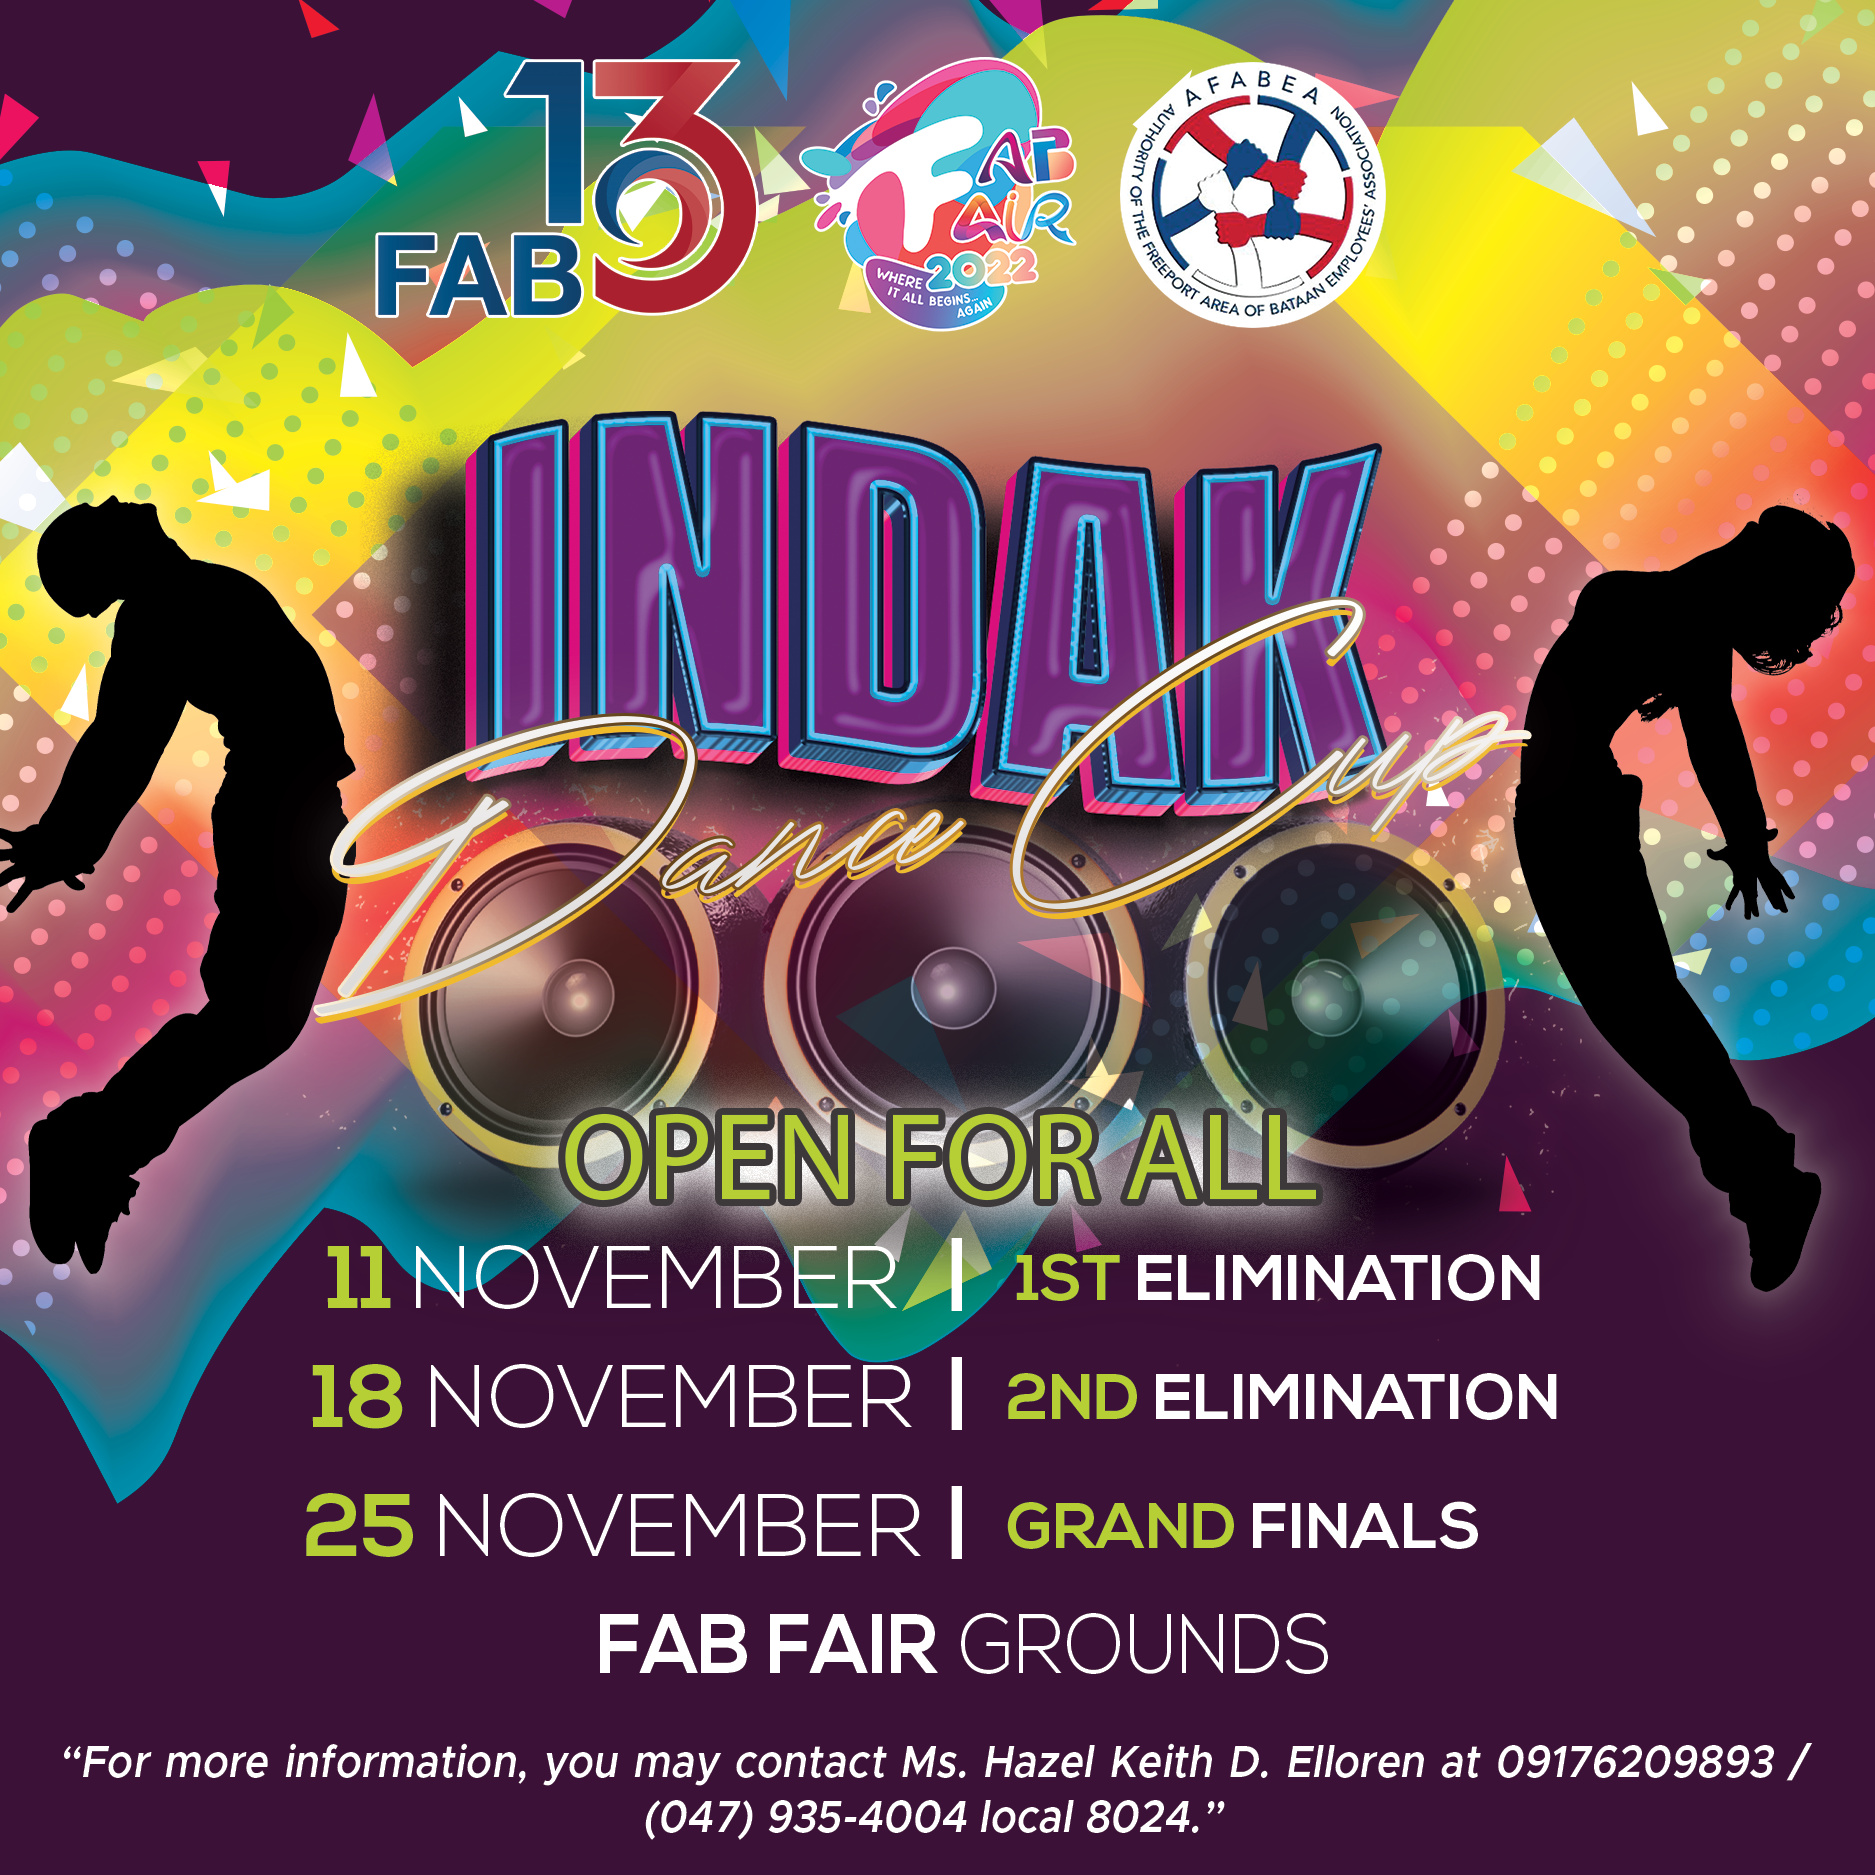 13
FAB
FAB
FAIR
2022
WHERE
IT ALL BEGINS...
AGAIN
AFABEA
AUTHORITY OF THE FREEPORT AREA OF BATAAN EMPLOYEES' ASSOCIATION
INDAK
Dance Cup
OPEN FOR ALL
11 NOVEMBER | 1ST ELIMINATION
18 NOVEMBER | 2ND ELIMINATION
25 NOVEMBER | GRAND FINALS
FAB FAIR GROUNDS
“For more information, you may contact Ms. Hazel Keith D. Elloren at 09176209893 /
(047) 935-4004 local 8024.”